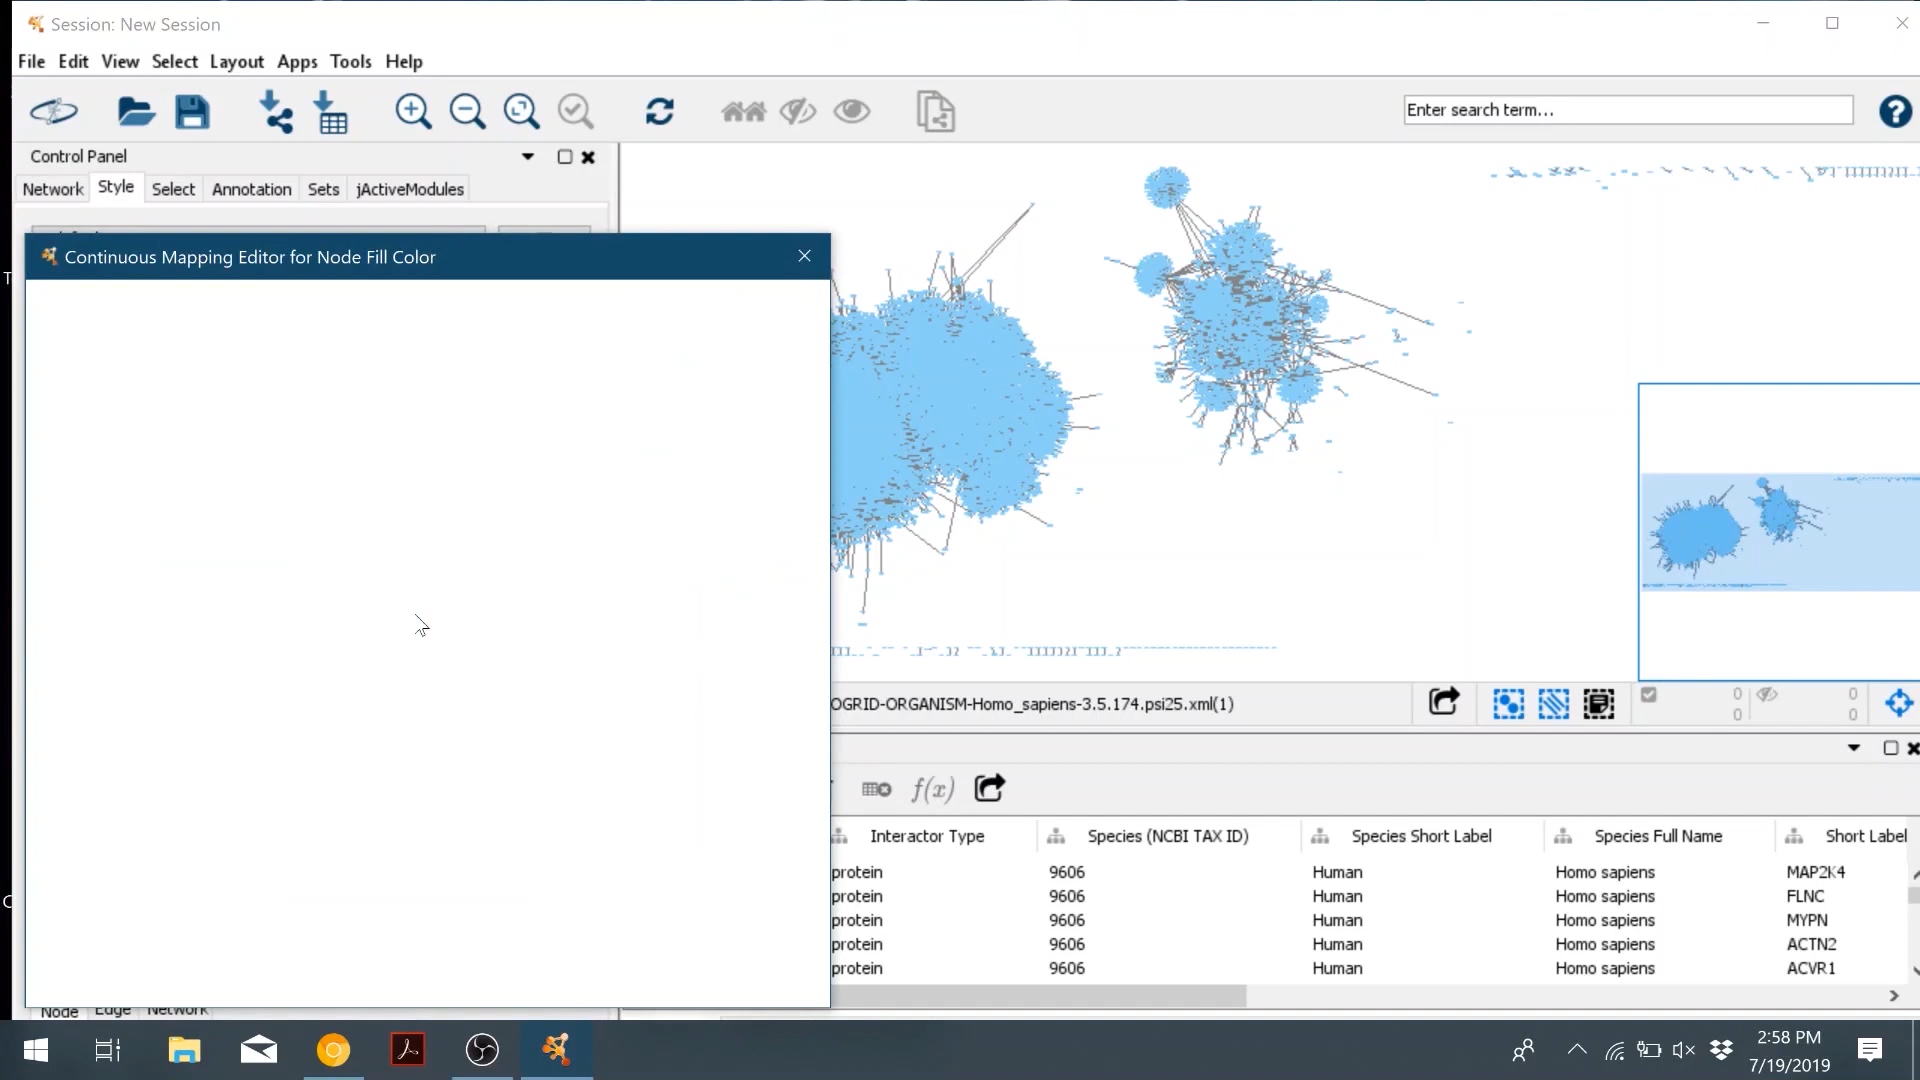 Session: New Session
File Edit View Select Layout Apps Tools Help
Enter search term...
Control Panel
Network Style Select Annotation Sets jActiveModules
Continuous Mapping Editor for Node Fill Color
OGRID-ORGANISM-Homo_sapiens-3.5.174.psi25.xml(1)
0 0
0 0
f(x)
Interactor Type Species (NCBI TAX ID) Species Short Label Species Full Name Short Label
protein 9606 Human Homo sapiens MAP2K4
protein 9606 Human Homo sapiens FLNC
protein 9606 Human Homo sapiens MYPN
protein 9606 Human Homo sapiens ACTN2
protein 9606 Human Homo sapiens ACVR1
Node Edge Network
2:58 PM
7/19/2019